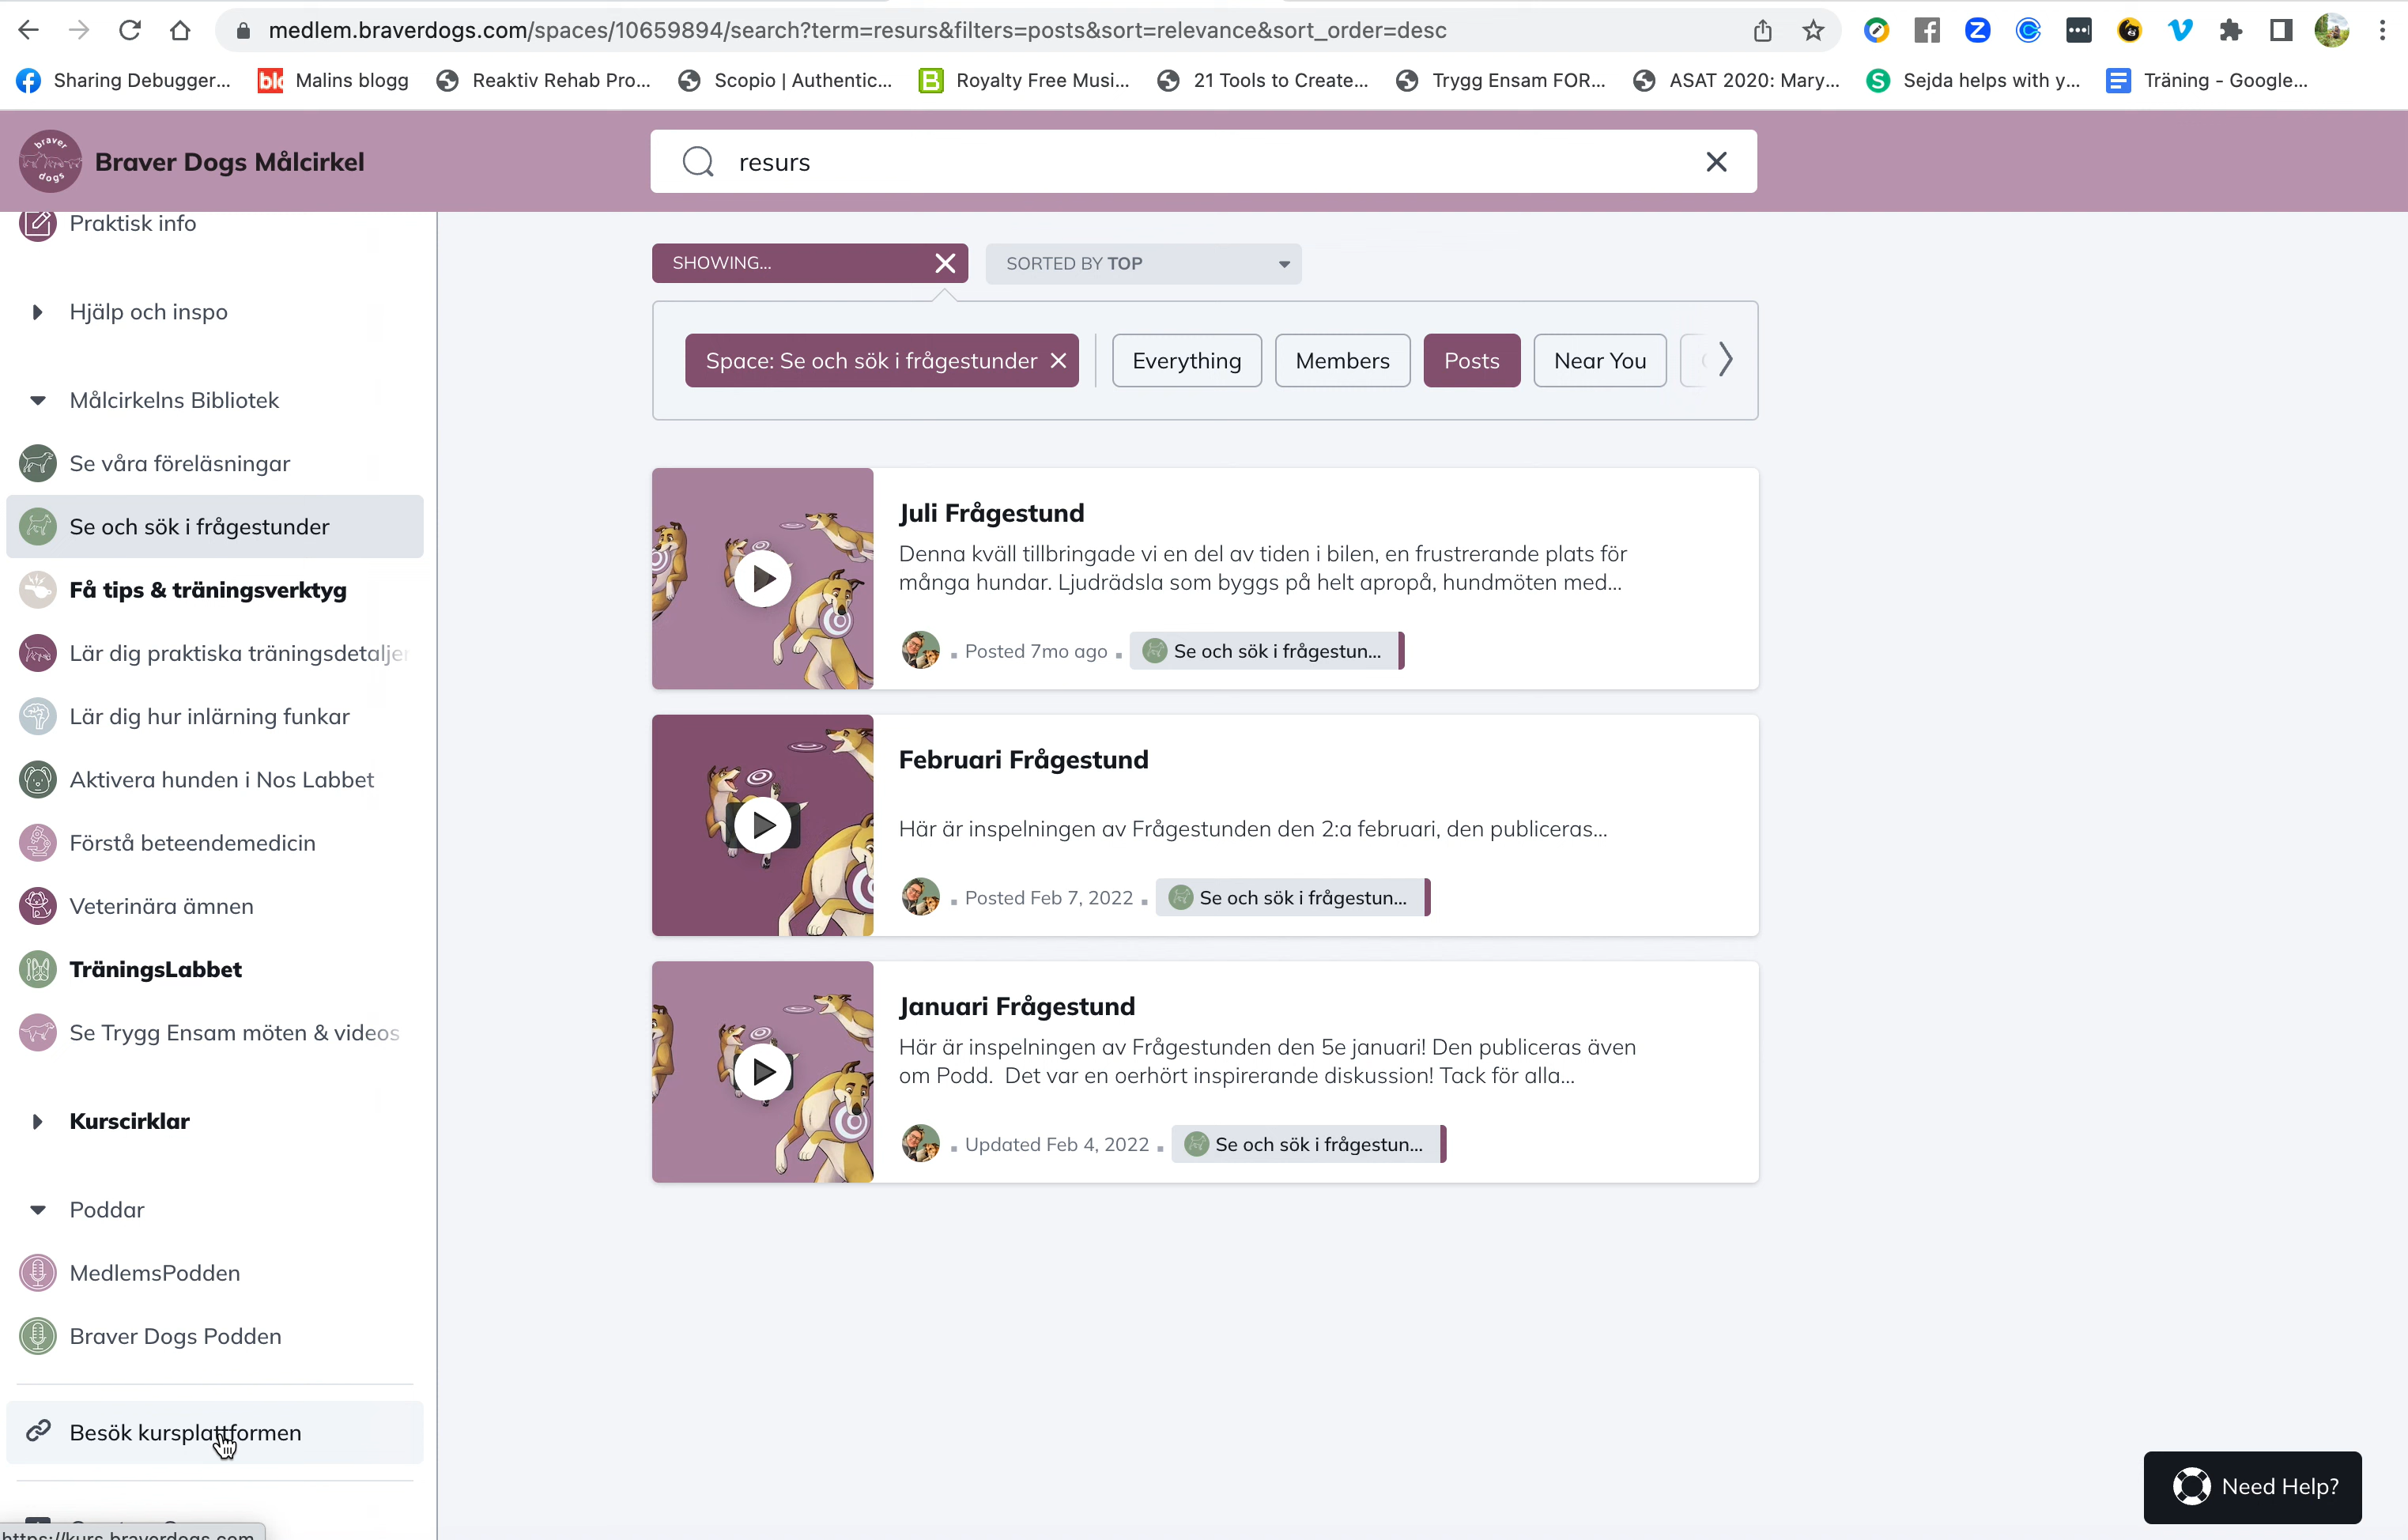 medlem.braverdogs.com/spaces/10659894/search?term=resurs&filters=posts&sort=relevance&sort_order=desc
Sharing Debugger... Malins blogg Reaktiv Rehab Pro... Scopio | Authentic... Royalty Free Musi... 21 Tools to Create... Trygg Ensam FOR... ASAT 2020: Mary... Sejda helps with y... Träning - Google...
braver dogs
Braver Dogs Målcirkel
resurs
Praktisk info
Hjälp och inspo
Målcirkelns Bibliotek
Se våra föreläsningar
Se och sök i frågestunder
Få tips & träningsverktyg
Lär dig praktiska träningsdetaljer
Lär dig hur inlärning funkar
Aktivera hunden i Nos Labbet
Förstå beteendemedicin
Veterinära ämnen
TräningsLabbet
Se Trygg Ensam möten & videos
Kurscirklar
Poddar
MedlemsPodden
Braver Dogs Podden
Besök kursplattformen
https://kurs.braverdogs.com
SHOWING...
SORTED BY TOP
Space: Se och sök i frågestunder
Everything
Members
Posts
Near You
Juli Frågestund
Denna kväll tillbringade vi en del av tiden i bilen, en frustrerande plats för
många hundar. Ljudrädsla som byggs på helt apropå, hundmöten med...
Posted 7mo ago
Se och sök i frågestun...
Februari Frågestund
Här är inspelningen av Frågestunden den 2:a februari, den publiceras...
Posted Feb 7, 2022
Se och sök i frågestun...
Januari Frågestund
Här är inspelningen av Frågestunden den 5e januari! Den publiceras även
om Podd. Det var en oerhört inspirerande diskussion! Tack för alla...
Updated Feb 4, 2022
Se och sök i frågestun...
Need Help?